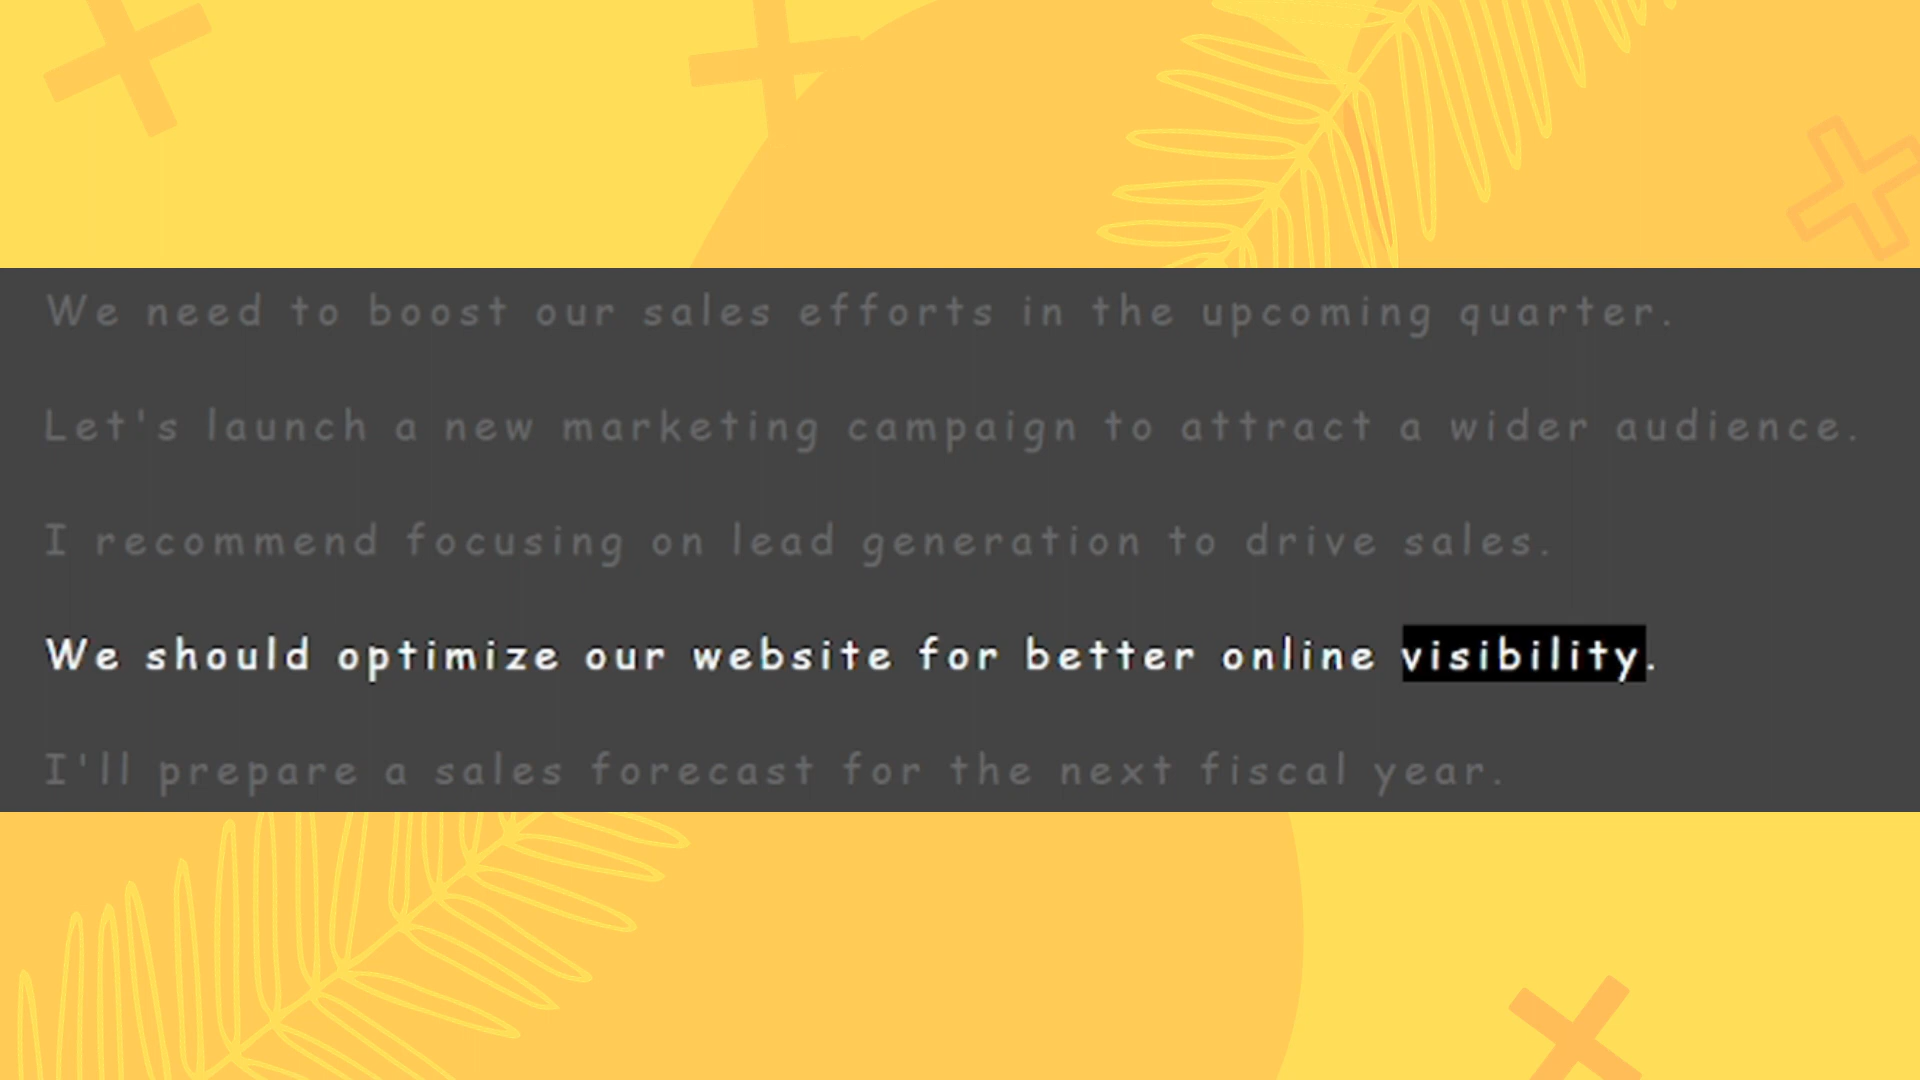 We need to boost our sales efforts in the upcoming quarter.
Let's launch a new marketing campaign to attract a wider audience.
I recommend focusing on lead generation to drive sales.
We should optimize our website for better online visibility.
I'll prepare a sales forecast for the next fiscal year.